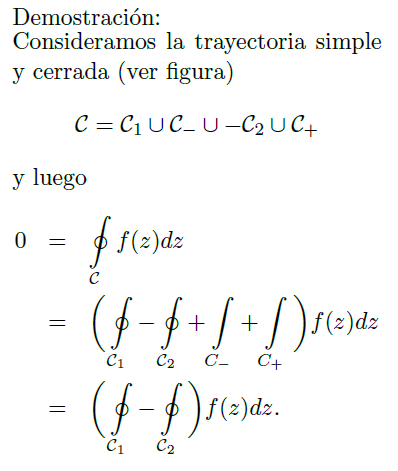 Demostración:
Consideramos la trayectoria simple
y cerrada (ver figura)
𝒞 = 𝒞₁ ∪ 𝒞₋ ∪ −𝒞₂ ∪ 𝒞₊
y luego
0 = ∮_𝒞 f(z)dz
= (∮_𝒞₁ − ∮_𝒞₂ + ∫_C₋ + ∫_C₊) f(z)dz
= (∮_𝒞₁ − ∮_𝒞₂) f(z)dz.